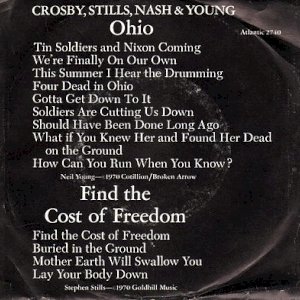 CROSBY, STILLS, NASH & YOUNG
Ohio
Atlantic 2740
Tin Soldiers and Nixon Coming
We're Finally On Our Own
This Summer I Hear the Drumming
Four Dead in Ohio
Gotta Get Down To It
Soldiers Are Cutting Us Down
Should Have Been Done Long Ago
What if You Knew Her and Found Her Dead
on the Ground
How Can You Run When You Know?
Neil Young—©1970 Cotillion/Broken Arrow
Find the
Cost of Freedom
Find the Cost of Freedom
Buried in the Ground
Mother Earth Will Swallow You
Lay Your Body Down
Stephen Stills—©1970 Goldhill Music